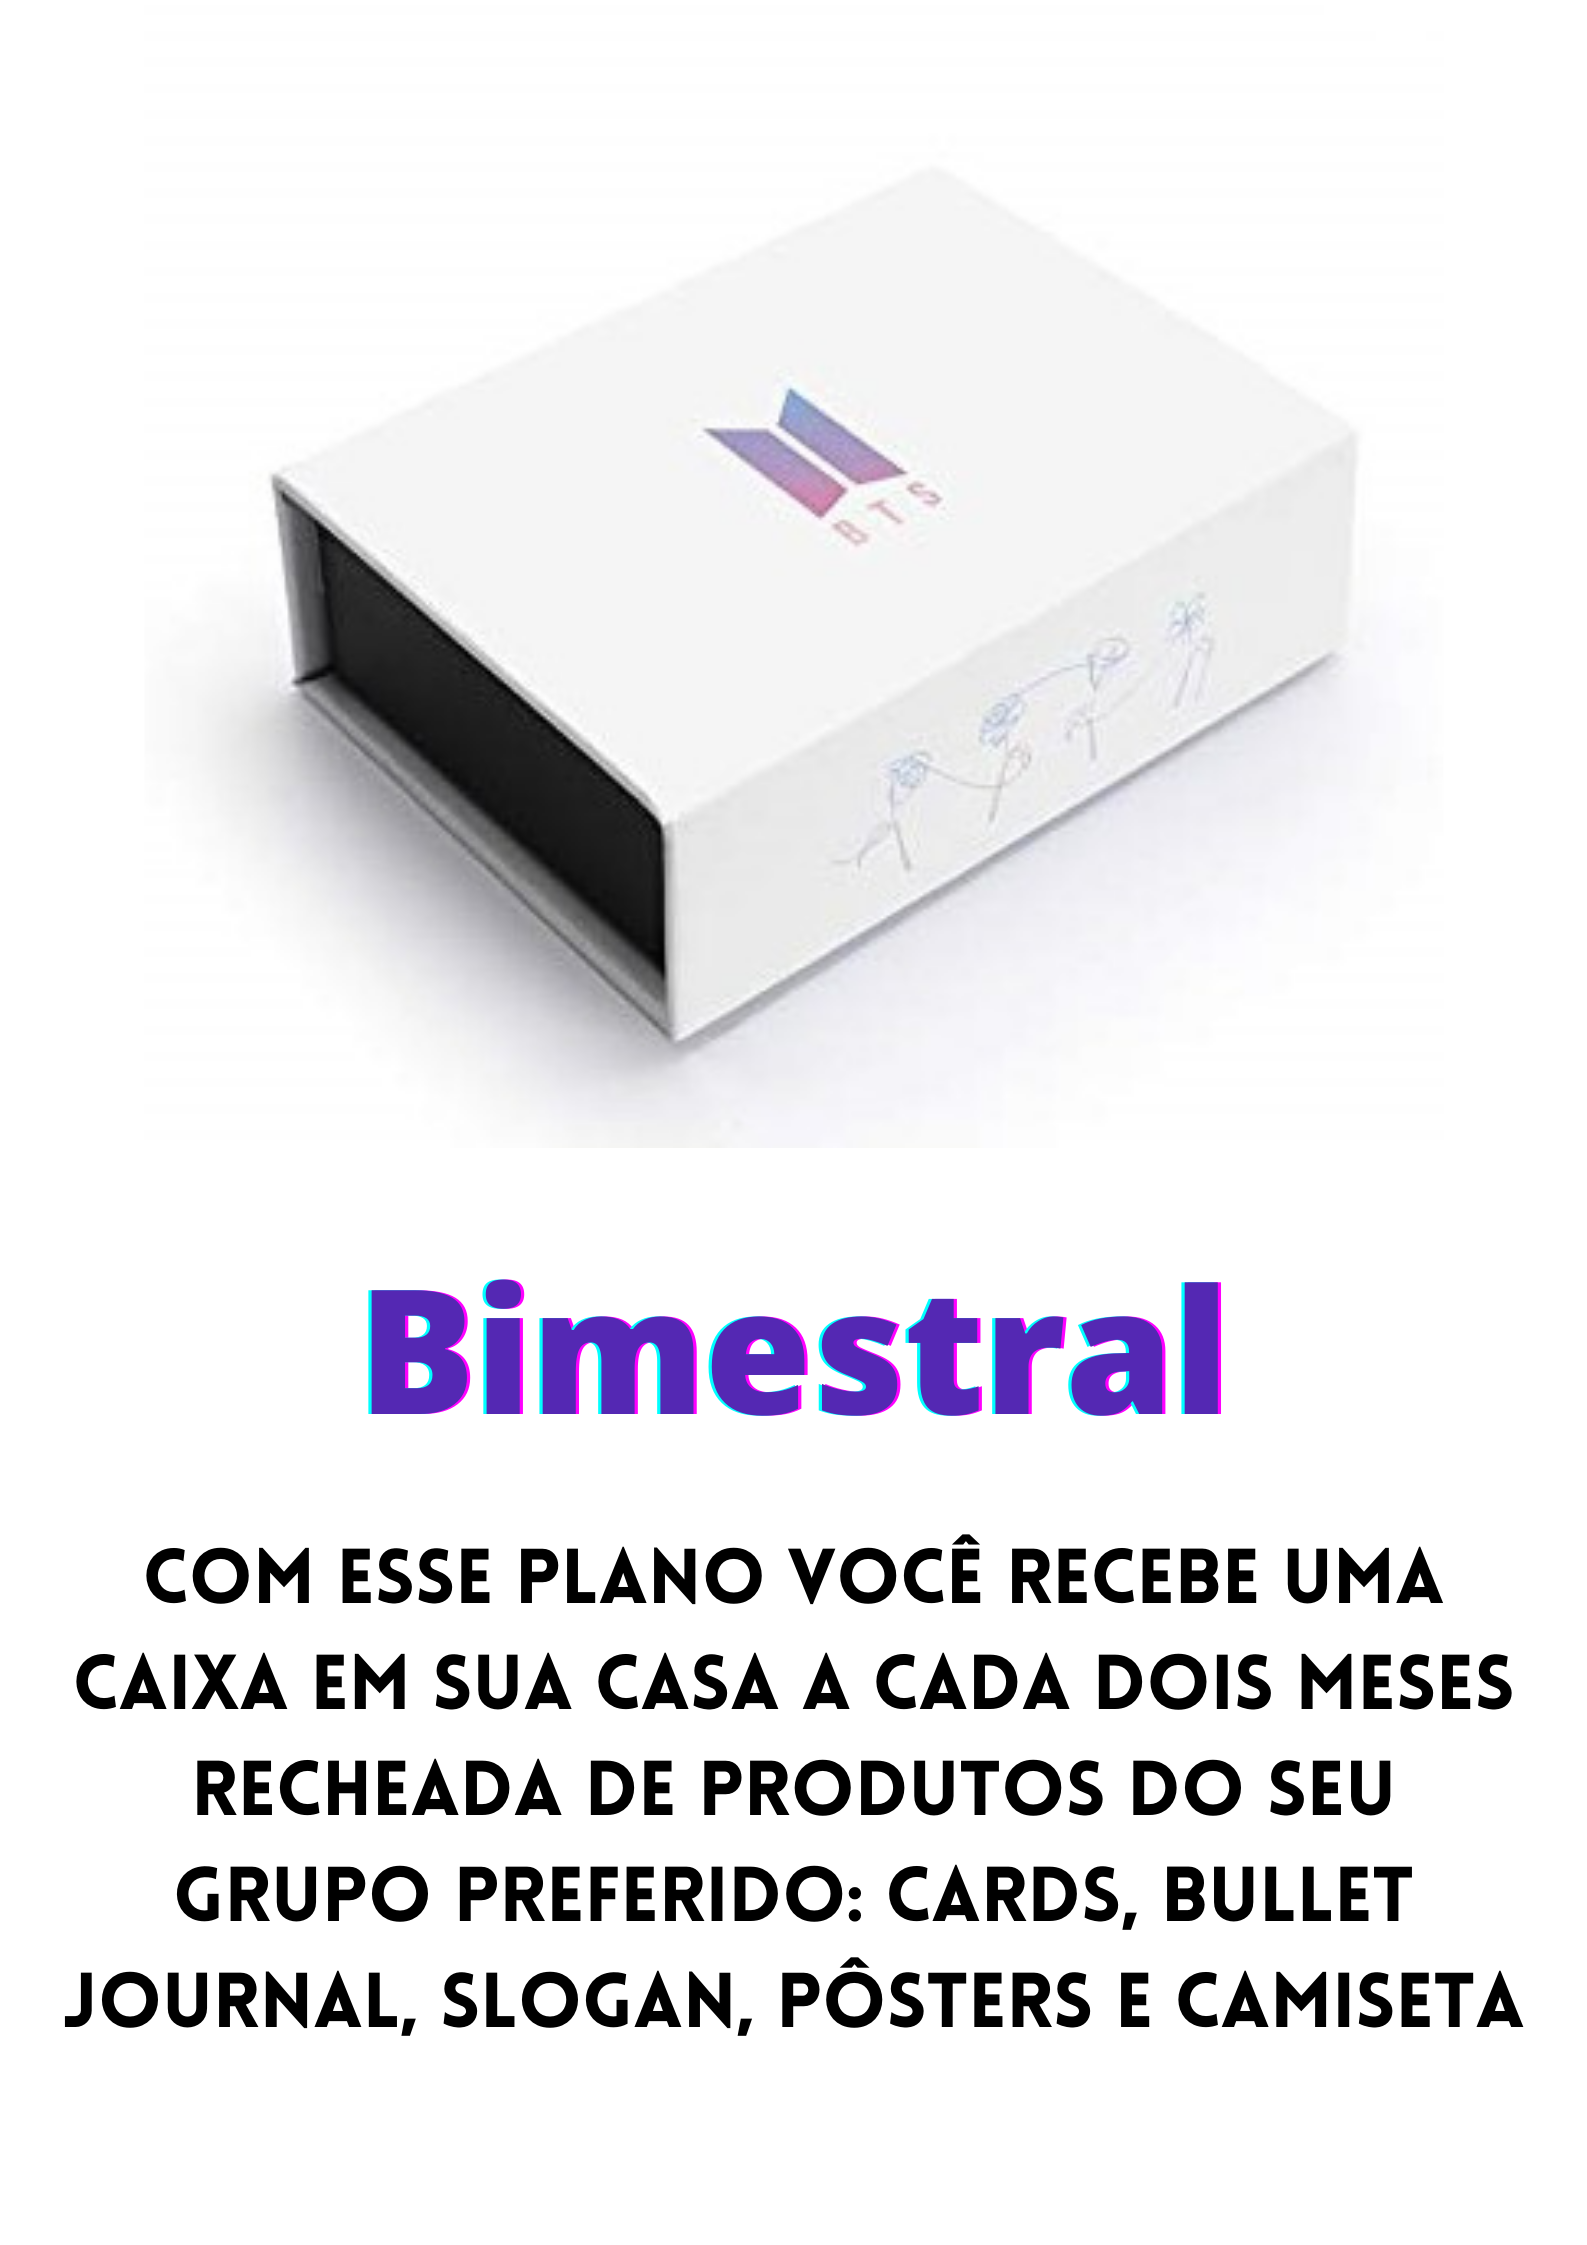 BTS
Bimestral
COM ESSE PLANO VOCÊ RECEBE UMA
CAIXA EM SUA CASA A CADA DOIS MESES
RECHEADA DE PRODUTOS DO SEU
GRUPO PREFERIDO: CARDS, BULLET
JOURNAL, SLOGAN, PÔSTERS E CAMISETA